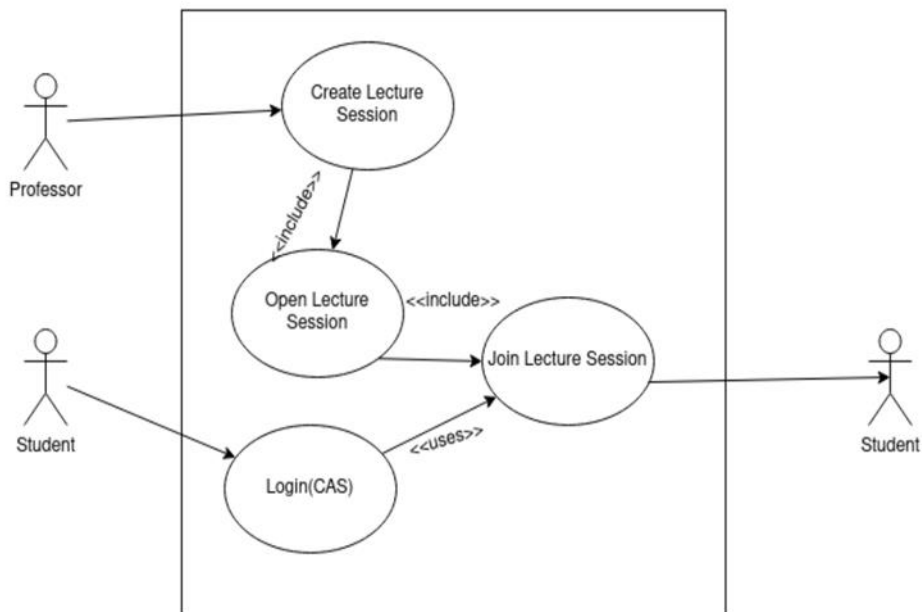 Create Lecture
Session
Professor
<<include>>
Open Lecture
Session
<<include>>
Join Lecture Session
Student
Student
<<uses>>
Login(CAS)